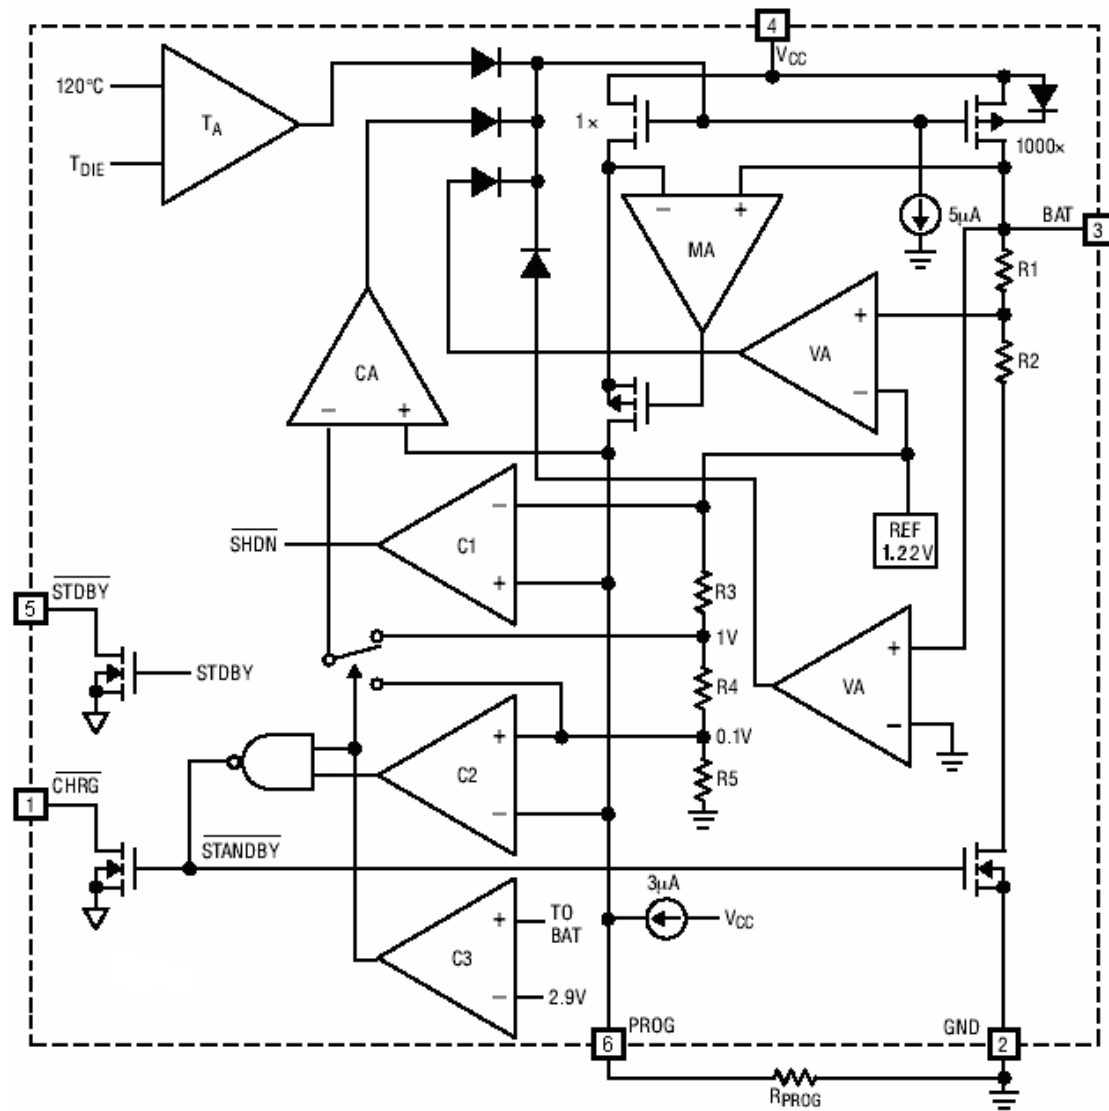 4
VCC
120°C
TA
TDIE
1×
1000×
– +
MA
5μA
BAT
3
R1
+
VA
–
R2
CA
– +
REF
1.22V
–
C1
+
SHDN
R3
1V
STDBY
5
STDBY
R4
+
VA
–
0.1V
+
C2
–
R5
CHRG
1
STANDBY
3μA
VCC
+
TO
BAT
C3
–
2.9V
PROG
6
GND
2
RPROG